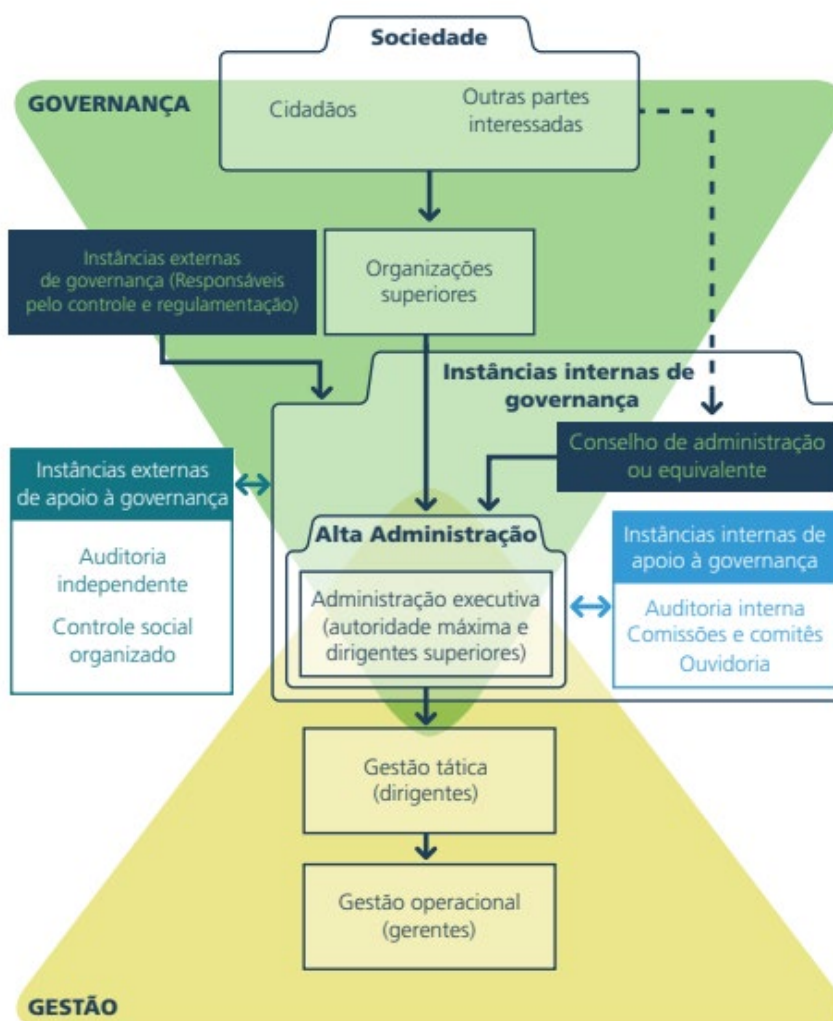 Sociedade
GOVERNANÇA
Cidadãos
Outras partes
interessadas
Instâncias externas
de governança (Responsáveis
pelo controle e regulamentação)
Organizações
superiores
Instâncias internas de
governança
Conselho de administração
ou equivalente
Instâncias externas
de apoio à governança
Auditoria
independente
Controle social
organizado
Alta Administração
Administração executiva
(autoridade máxima e
dirigentes superiores)
Instâncias internas de
apoio à governança
Auditoria interna
Comissões e comitês
Ouvidoria
Gestão tática
(dirigentes)
Gestão operacional
(gerentes)
GESTÃO